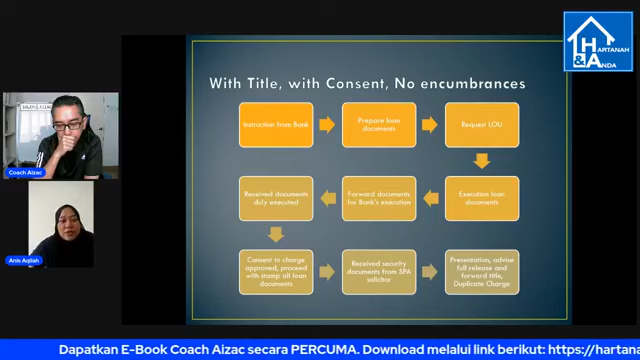 HARTANAH
& ANDA
With Title, with Consent, No encumbrances
Instruction from Bank
Prepare loan
documents
Request LOU
Execution loan
documents
Forward documents
for Bank's execution
Received documents
duly executed
Consent to charge
approved, proceed
with stamp all loan
documents
Received security
documents from SPA
solicitor
Presentation, advise
full release and
forward title,
Duplicate Charge
Coach Aizac
Anis Aqilah
Dapatkan E-Book Coach Aizac secara PERCUMA. Download melalui link berikut: https://hartana